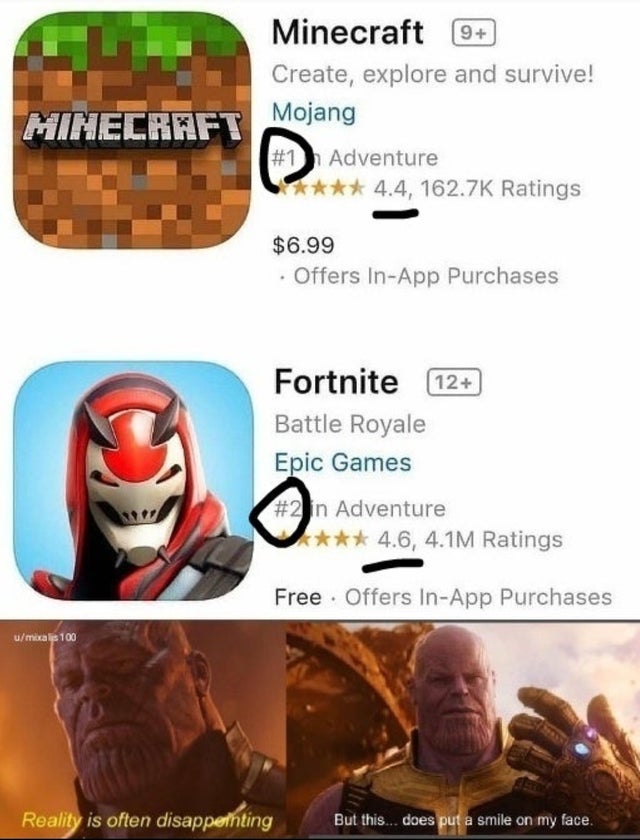 Minecraft 9+
Create, explore and survive!
MINECRAFT
Mojang
#1 in Adventure
4.4, 162.7K Ratings
$6.99
· Offers In-App Purchases
Fortnite 12+
Battle Royale
Epic Games
#2 in Adventure
4.6, 4.1M Ratings
Free · Offers In-App Purchases
u/mixalis100
Reality is often disappointing
But this... does put a smile on my face.